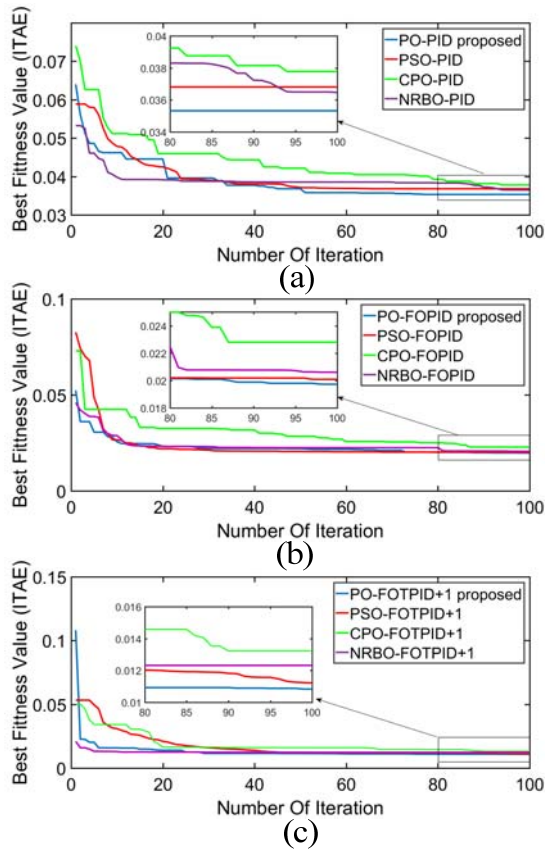 (a)
Best Fittness Value (ITAE)
0.07
0.06
0.05
0.04
0.03
0.04
0.038
0.036
0.034
80 85 90 95 100
PO-PID proposed
PSO-PID
CPO-PID
NRBO-PID
0 20 40 60 80 100
Number Of Iteration
(a)
Best Fittness Value (ITAE)
0.1
0.05
0
0.024
0.022
0.02
0.018
80 85 90 95 100
PO-FOPID proposed
PSO-FOPID
CPO-FOPID
NRBO-FOPID
0 20 40 60 80 100
Number Of Iteration
(b)
Best Fittness Value (ITAE)
0.15
0.1
0.05
0
0.016
0.014
0.012
0.01
80 85 90 95 100
PO-FOTPID+1 proposed
PSO-FOTPID+1
CPO-FOTPID+1
NRBO-FOTPID+1
0 20 40 60 80 100
Number Of Iteration
(c)